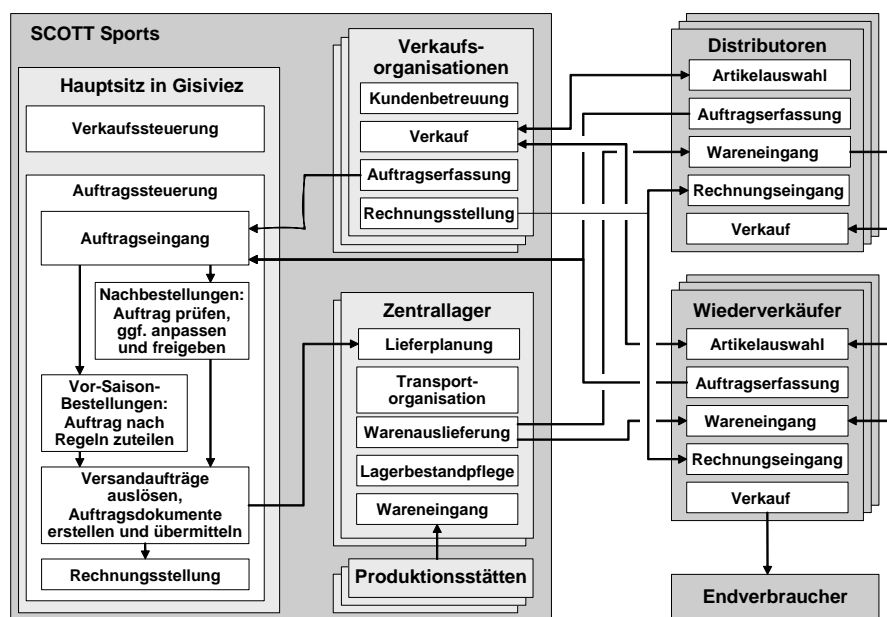 SCOTT Sports
Hauptsitz in Gisiviez
Verkaufssteuerung
Auftragssteuerung
Auftragseingang
Nachbestellungen:
Auftrag prüfen,
ggf. anpassen
und freigeben
Vor-Saison-
Bestellungen:
Auftrag nach
Regeln zuteilen
Versandaufträge
auslösen,
Auftragsdokumente
erstellen und übermitteln
Rechnungsstellung
Verkaufs-
organisationen
Kundenbetreuung
Verkauf
Auftragserfassung
Rechnungsstellung
Zentrallager
Lieferplanung
Transport-
organisation
Warenauslieferung
Lagerbestandpflege
Wareneingang
Produktionsstätten
Distributoren
Artikelauswahl
Auftragserfassung
Wareneingang
Rechnungseingang
Verkauf
Wiederverkäufer
Artikelauswahl
Auftragserfassung
Wareneingang
Rechnungseingang
Verkauf
Endverbraucher